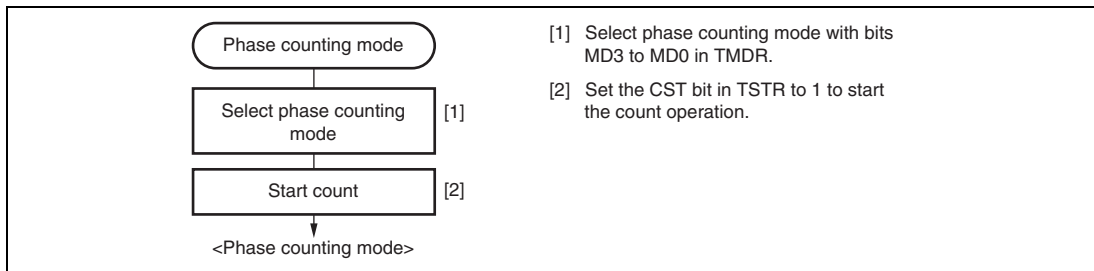 Phase counting mode
Select phase counting
mode
[1]
Start count
[2]
<Phase counting mode>
[1] Select phase counting mode with bits
MD3 to MD0 in TMDR.
[2] Set the CST bit in TSTR to 1 to start
the count operation.